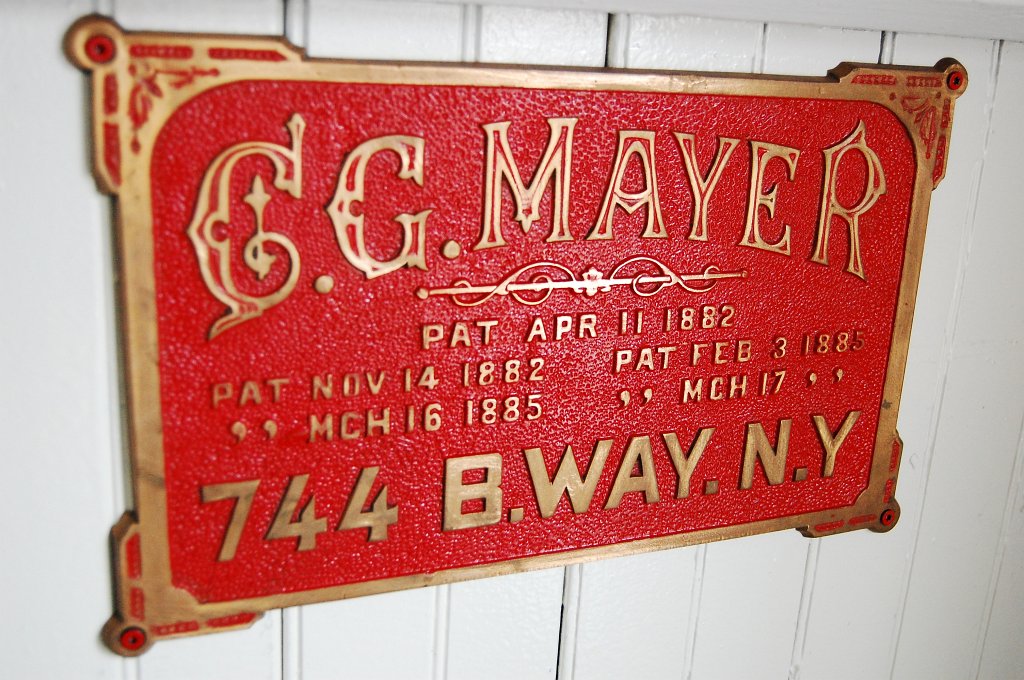 G.G. MAYER
PAT APR 11 1882
PAT NOV 14 1882 PAT FEB 3 1885
,, MCH 16 1885 ,, MCH 17 ,,
744 B.WAY. N.Y